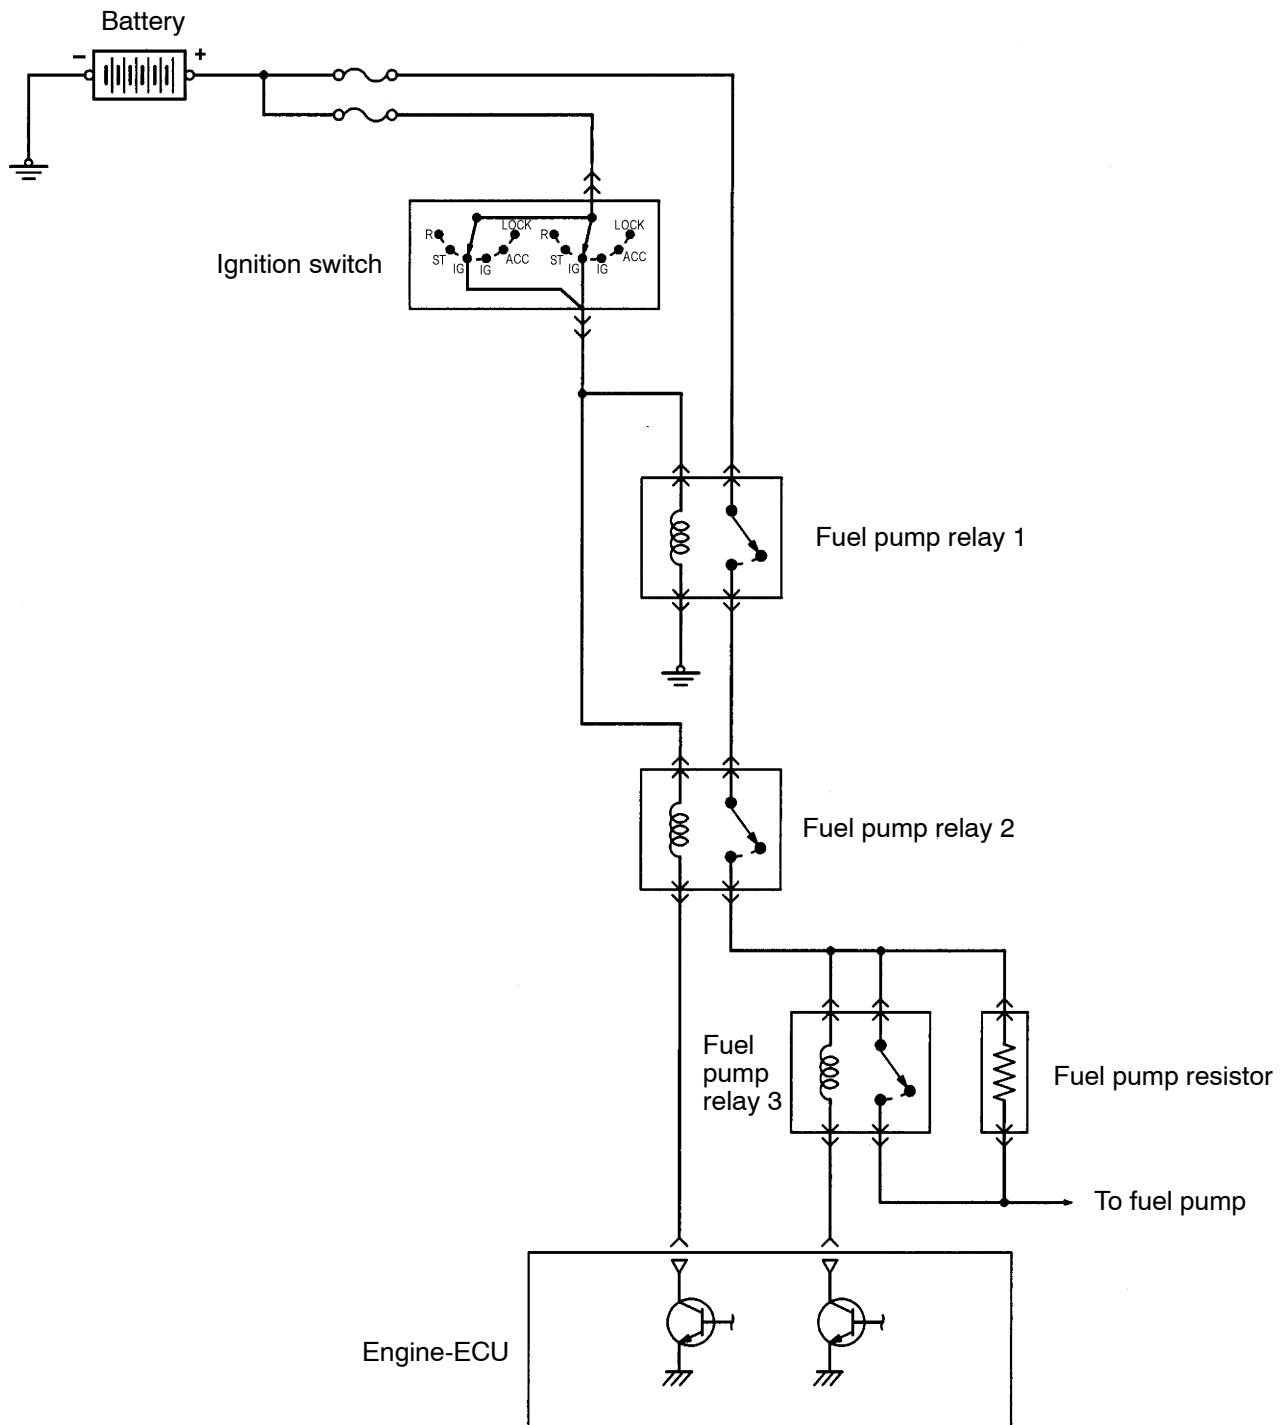 Battery
− +
R ST IG IG ACC LOCK
R ST IG IG ACC LOCK
Ignition switch
Fuel pump relay 1
Fuel pump relay 2
Fuel
pump
relay 3
Fuel pump resistor
To fuel pump
Engine-ECU